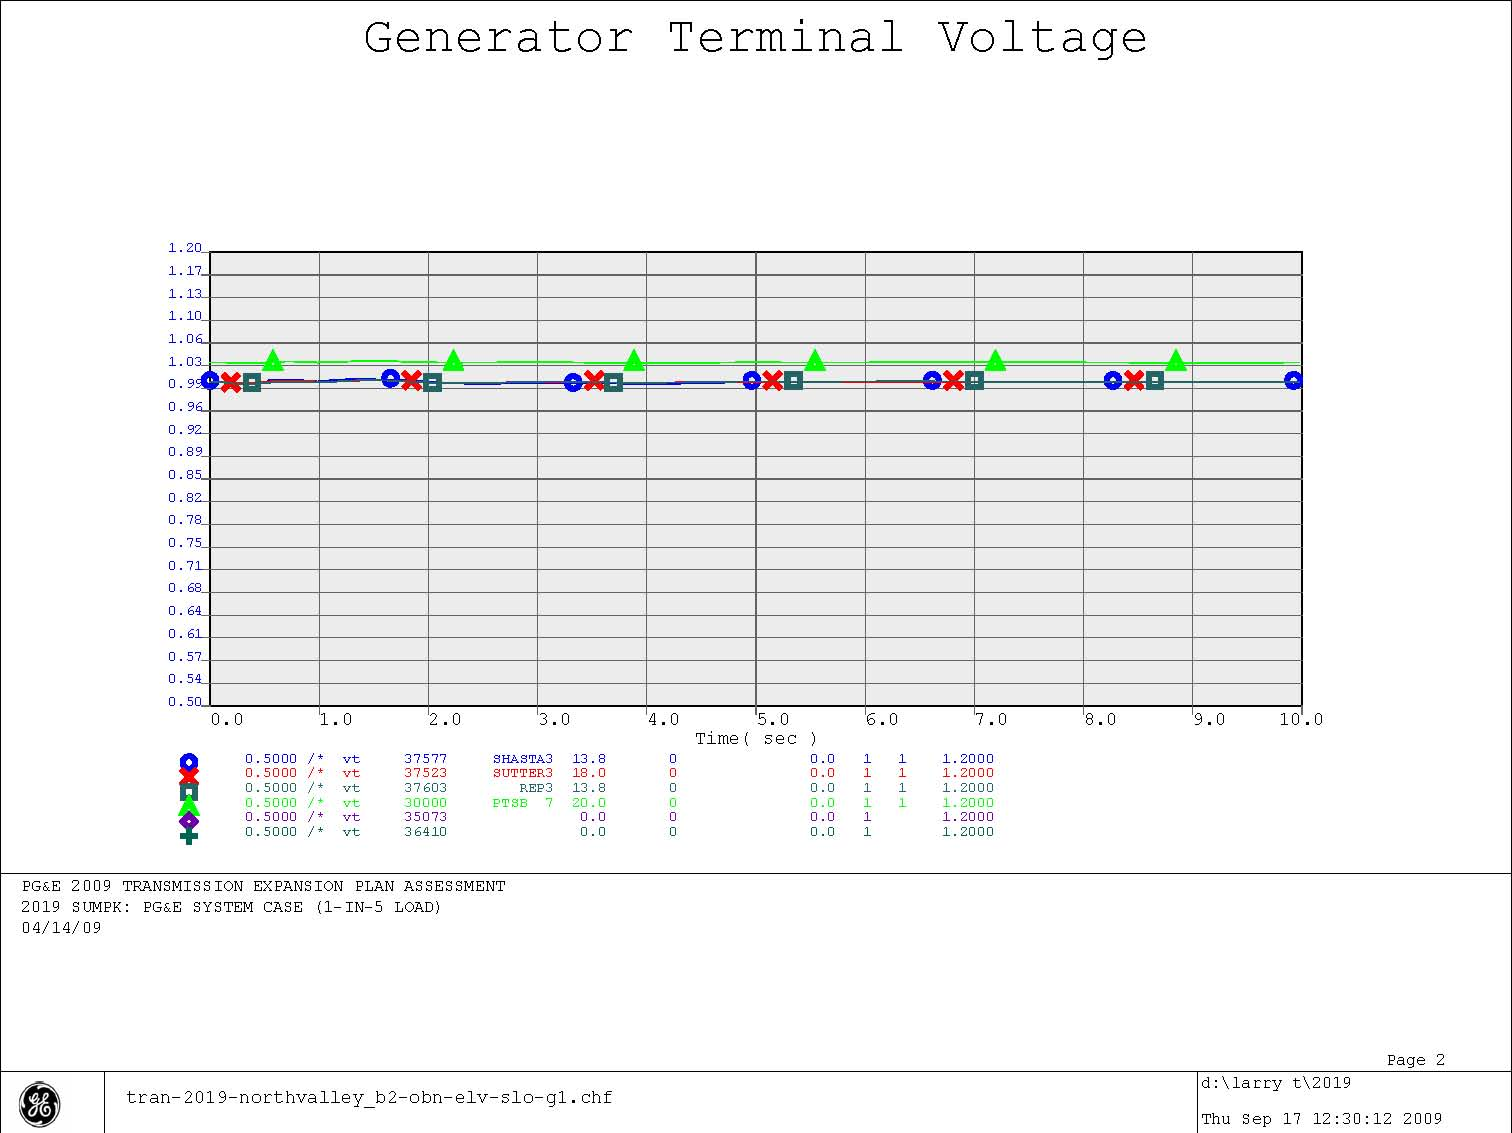 Generator Terminal Voltage
1.20
1.17
1.13
1.10
1.06
1.03
0.99
0.96
0.92
0.89
0.85
0.82
0.78
0.75
0.71
0.68
0.64
0.61
0.57
0.54
0.50
0.0 1.0 2.0 3.0 4.0 5.0 6.0 7.0 8.0 9.0 10.0
Time( sec )
0.5000 /* vt 37577 SHASTA3 13.8 0 0.0 1 1 1.2000
0.5000 /* vt 37523 SUTTER3 18.0 0 0.0 1 1 1.2000
0.5000 /* vt 37603 REP3 13.8 0 0.0 1 1 1.2000
0.5000 /* vt 30000 PTSB 7 20.0 0 0.0 1 1 1.2000
0.5000 /* vt 35073 0.0 0 0.0 1 1.2000
0.5000 /* vt 36410 0.0 0 0.0 1 1.2000
PG&E 2009 TRANSMISSION EXPANSION PLAN ASSESSMENT
2019 SUMPK: PG&E SYSTEM CASE (1-IN-5 LOAD)
04/14/09
Page 2
GE
tran-2019-northvalley_b2-obn-elv-slo-g1.chf
d:\larry t\2019
Thu Sep 17 12:30:12 2009